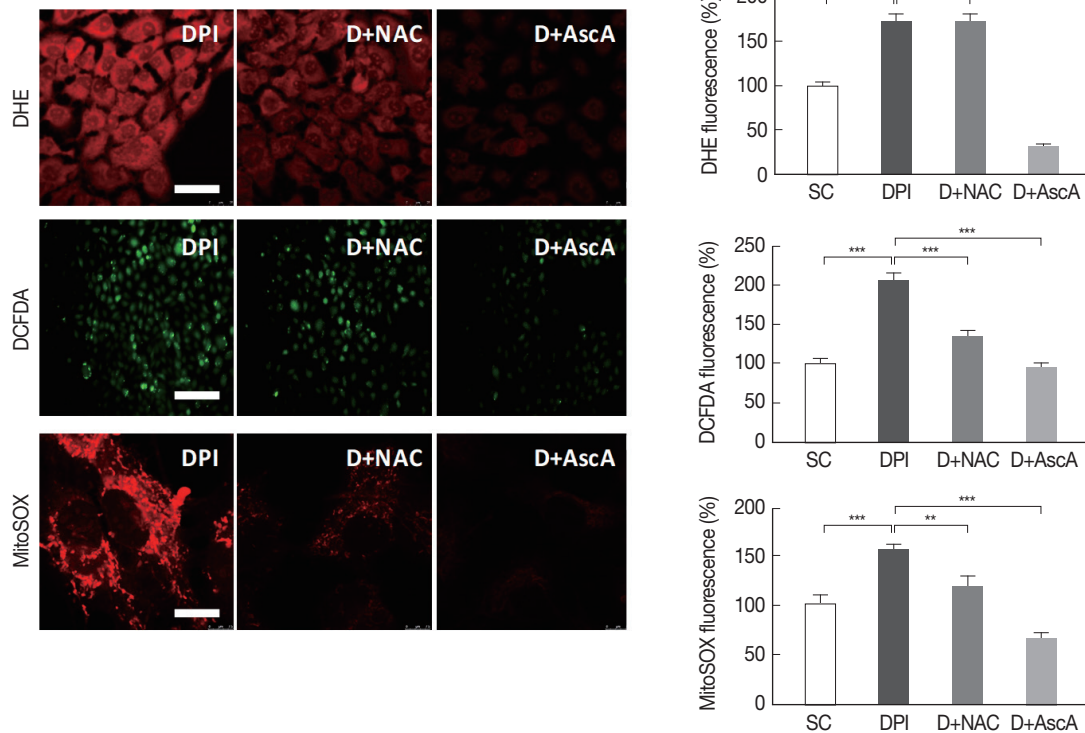 DHE
DPI
D+NAC
D+AscA
DCFDA
DPI
D+NAC
D+AscA
MitoSOX
DPI
D+NAC
D+AscA
DHE fluorescence (%)
200
150
100
50
0
SC DPI D+NAC D+AscA
DCFDA fluorescence (%)
250
200
150
100
50
0
***
*** ***
SC DPI D+NAC D+AscA
MitoSOX fluorescence (%)
200
150
100
50
0
***
*** **
SC DPI D+NAC D+AscA